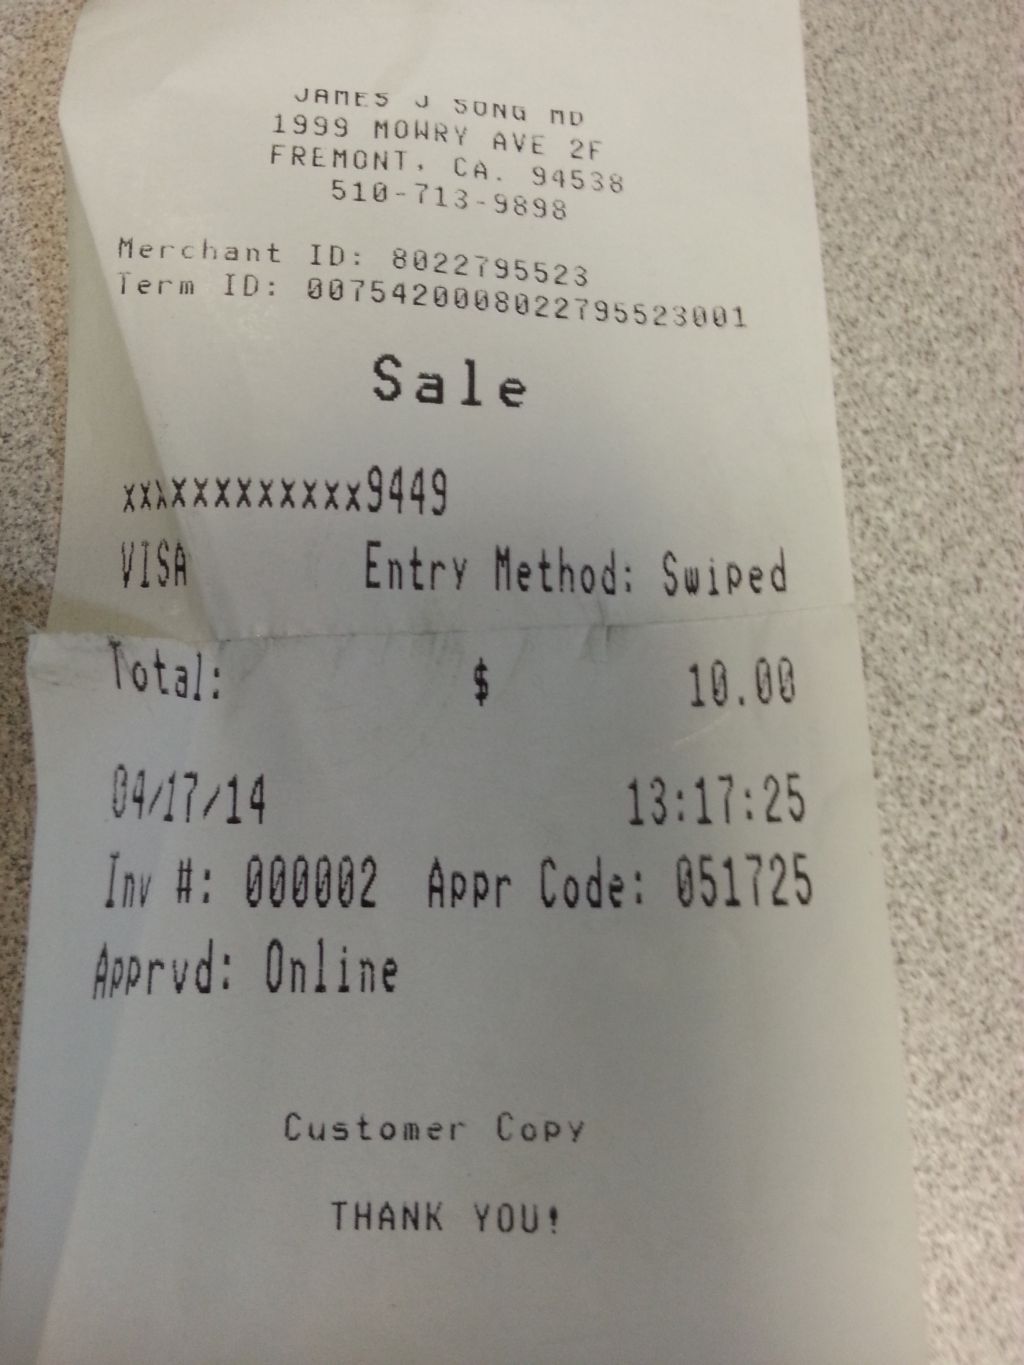 JAMES J SONG MD
1999 MOWRY AVE 2F
FREMONT, CA. 94538
510-713-9898
Merchant ID: 8022795523
Term ID: 0075420008022795523001
Sale
xxxxxxxxxxxx9449
VISA Entry Method: Swiped
Total: $ 10.00
04/17/14 13:17:25
Inv #: 000002 Appr Code: 051725
Apprvd: Online
Customer Copy
THANK YOU!